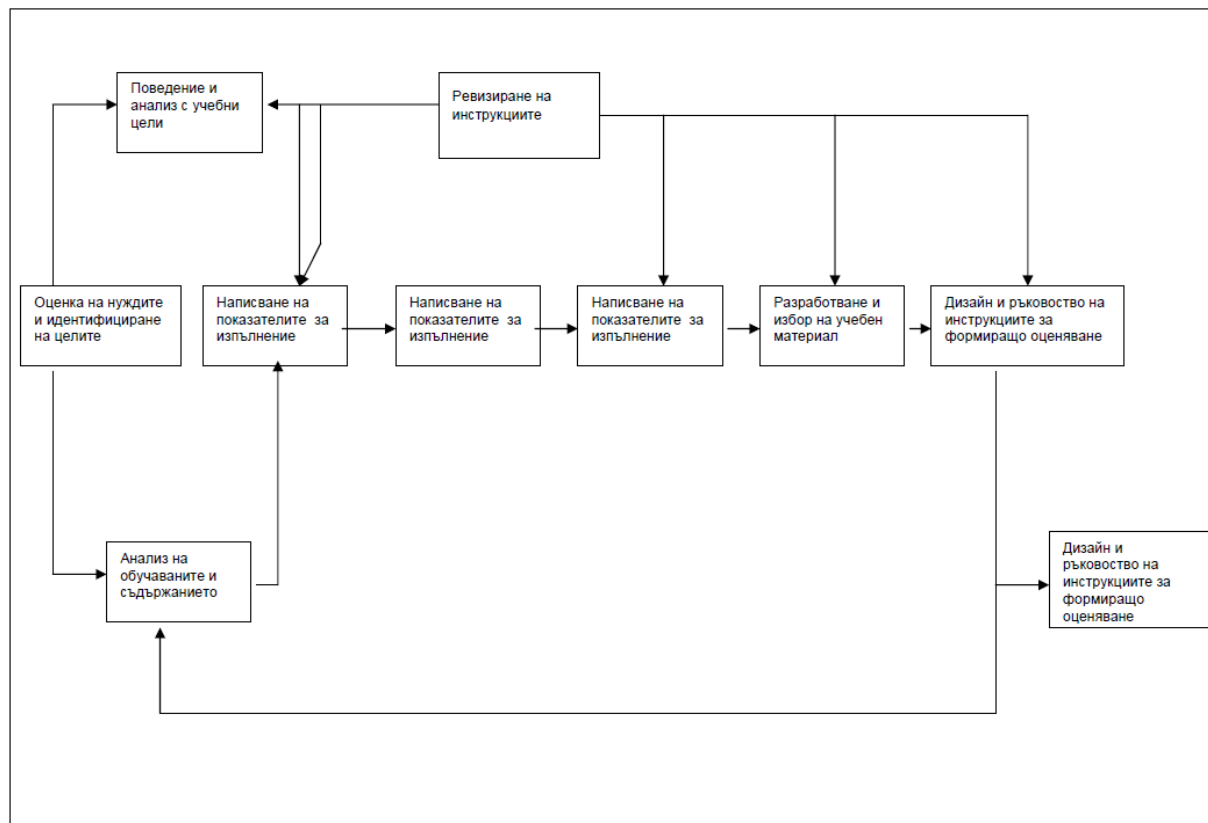 Поведение и
анализ с учебни
цели
Ревизиране на
инструкциите
Оценка на нуждите
и идентифициране
на целите
Написване на
показателите за
изпълнение
Написване на
показателите за
изпълнение
Написване на
показателите за
изпълнение
Разработване и
избор на учебен
материал
Дизайн и ръковоство на
инструкциите за
формиращо оценяване
Анализ на
обучаваните и
съдържанието
Дизайн и
ръковоство на
инструкциите за
формиращо
оценяване